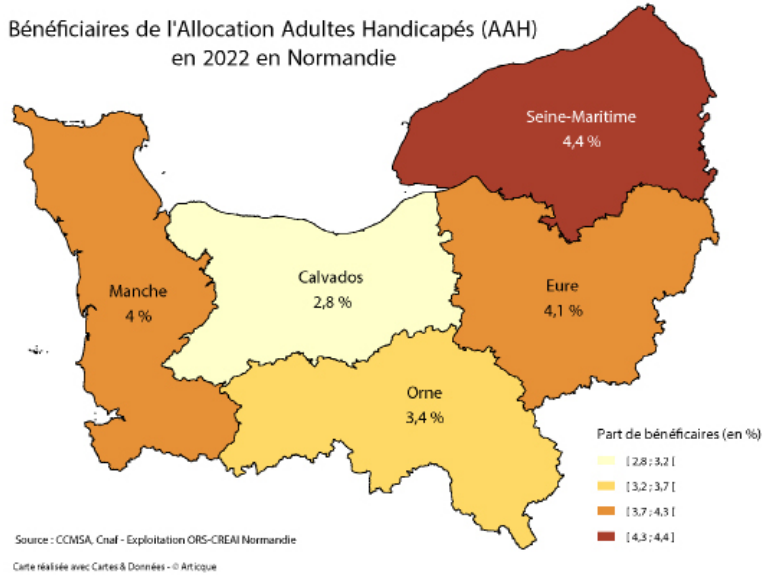 Bénéficiaires de l'Allocation Adultes Handicapés (AAH)
en 2022 en Normandie
Seine-Maritime
4,4 %
Calvados
2,8 %
Manche
4 %
Eure
4,1 %
Orne
3,4 %
Part de bénéficaires (en %)
[ 2,8 ; 3,2 [
[ 3,2 ; 3,7 [
[ 3,7 ; 4,3 [
[ 4,3 ; 4,4 ]
Source : CCMSA, Cnaf - Exploitation ORS-CREAI Normandie
Carte réalisée avec Cartes & Données - © Articque